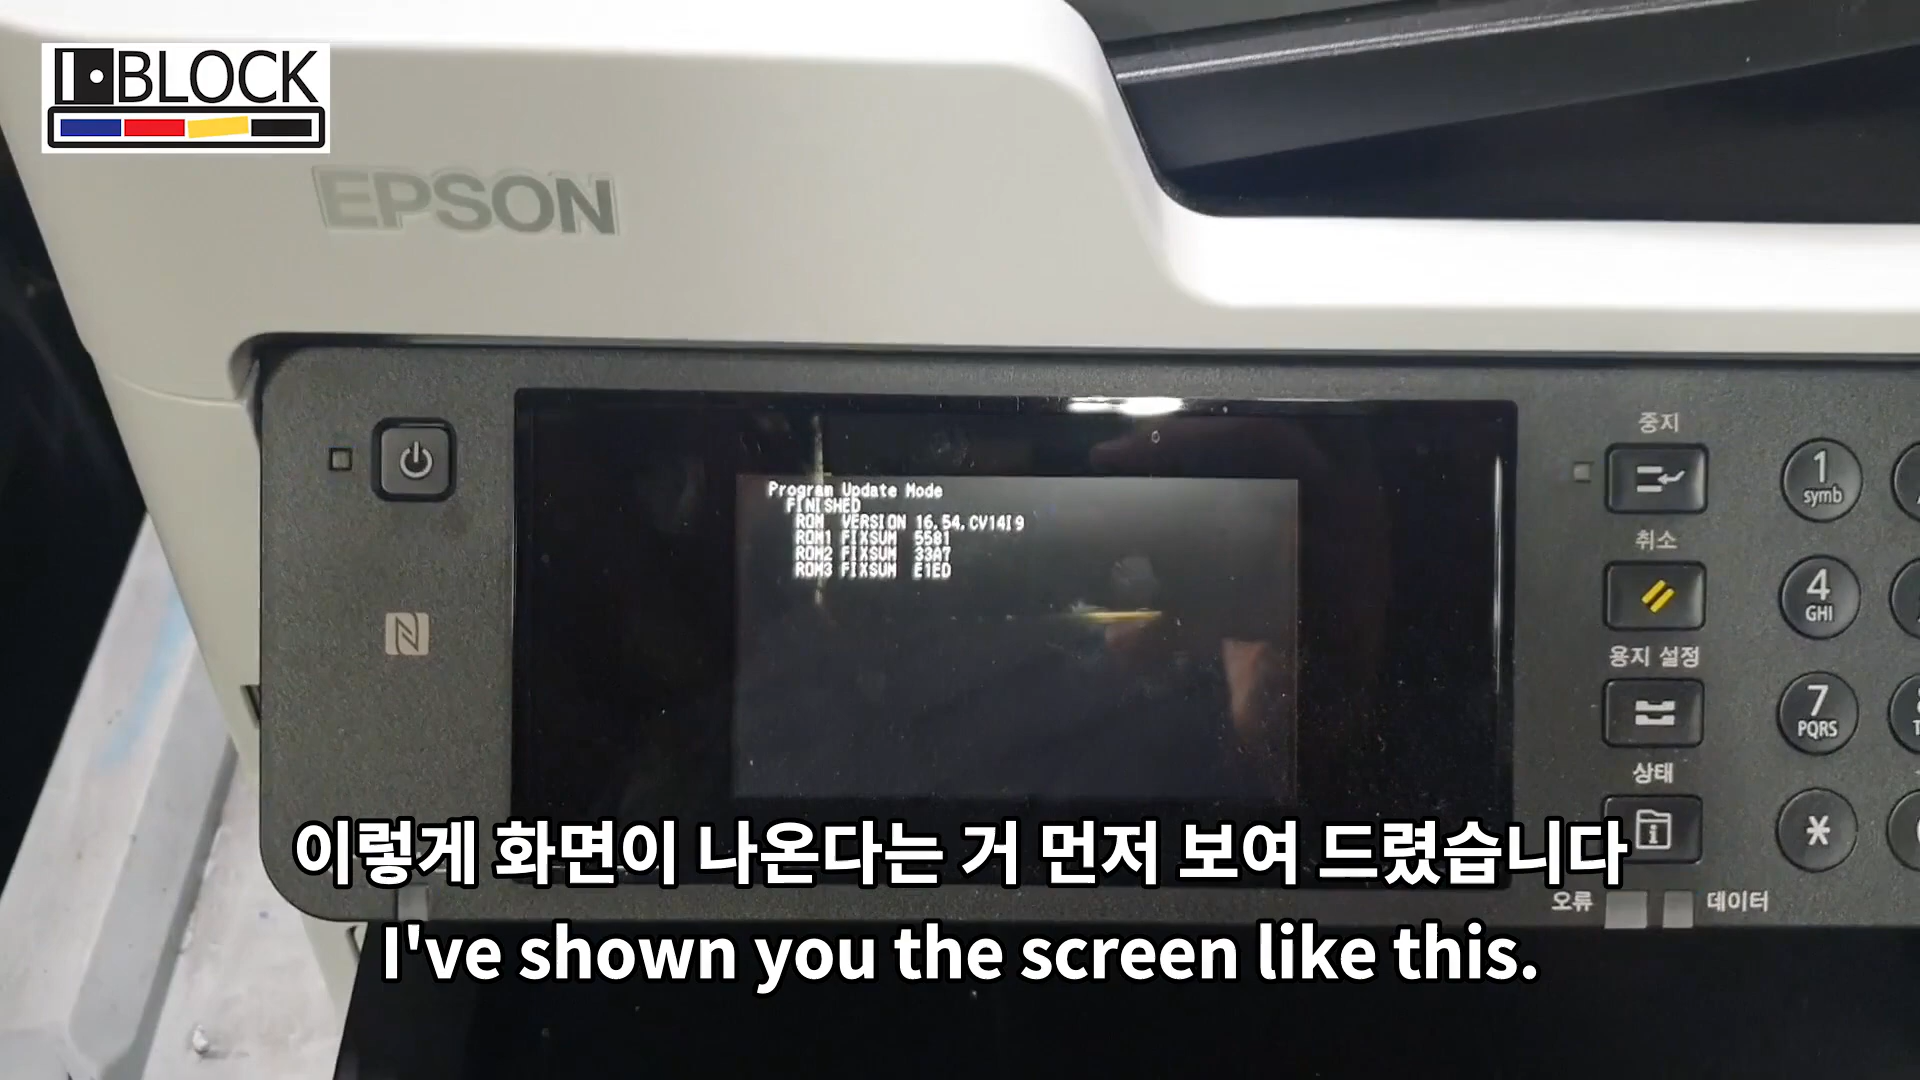 I·BLOCK
EPSON
Program Update Mode
FINISHED
ROM VERSION 16.54.CV14I9
ROM1 FIXSUM 5581
ROM2 FIXSUM 33A7
ROM3 FIXSUM E1ED
중지
1
symb
취소
4
GHI
용지 설정
7
PQRS
상태
*
오류
데이터
이렇게 화면이 나온다는 거 먼저 보여 드렸습니다
I've shown you the screen like this.